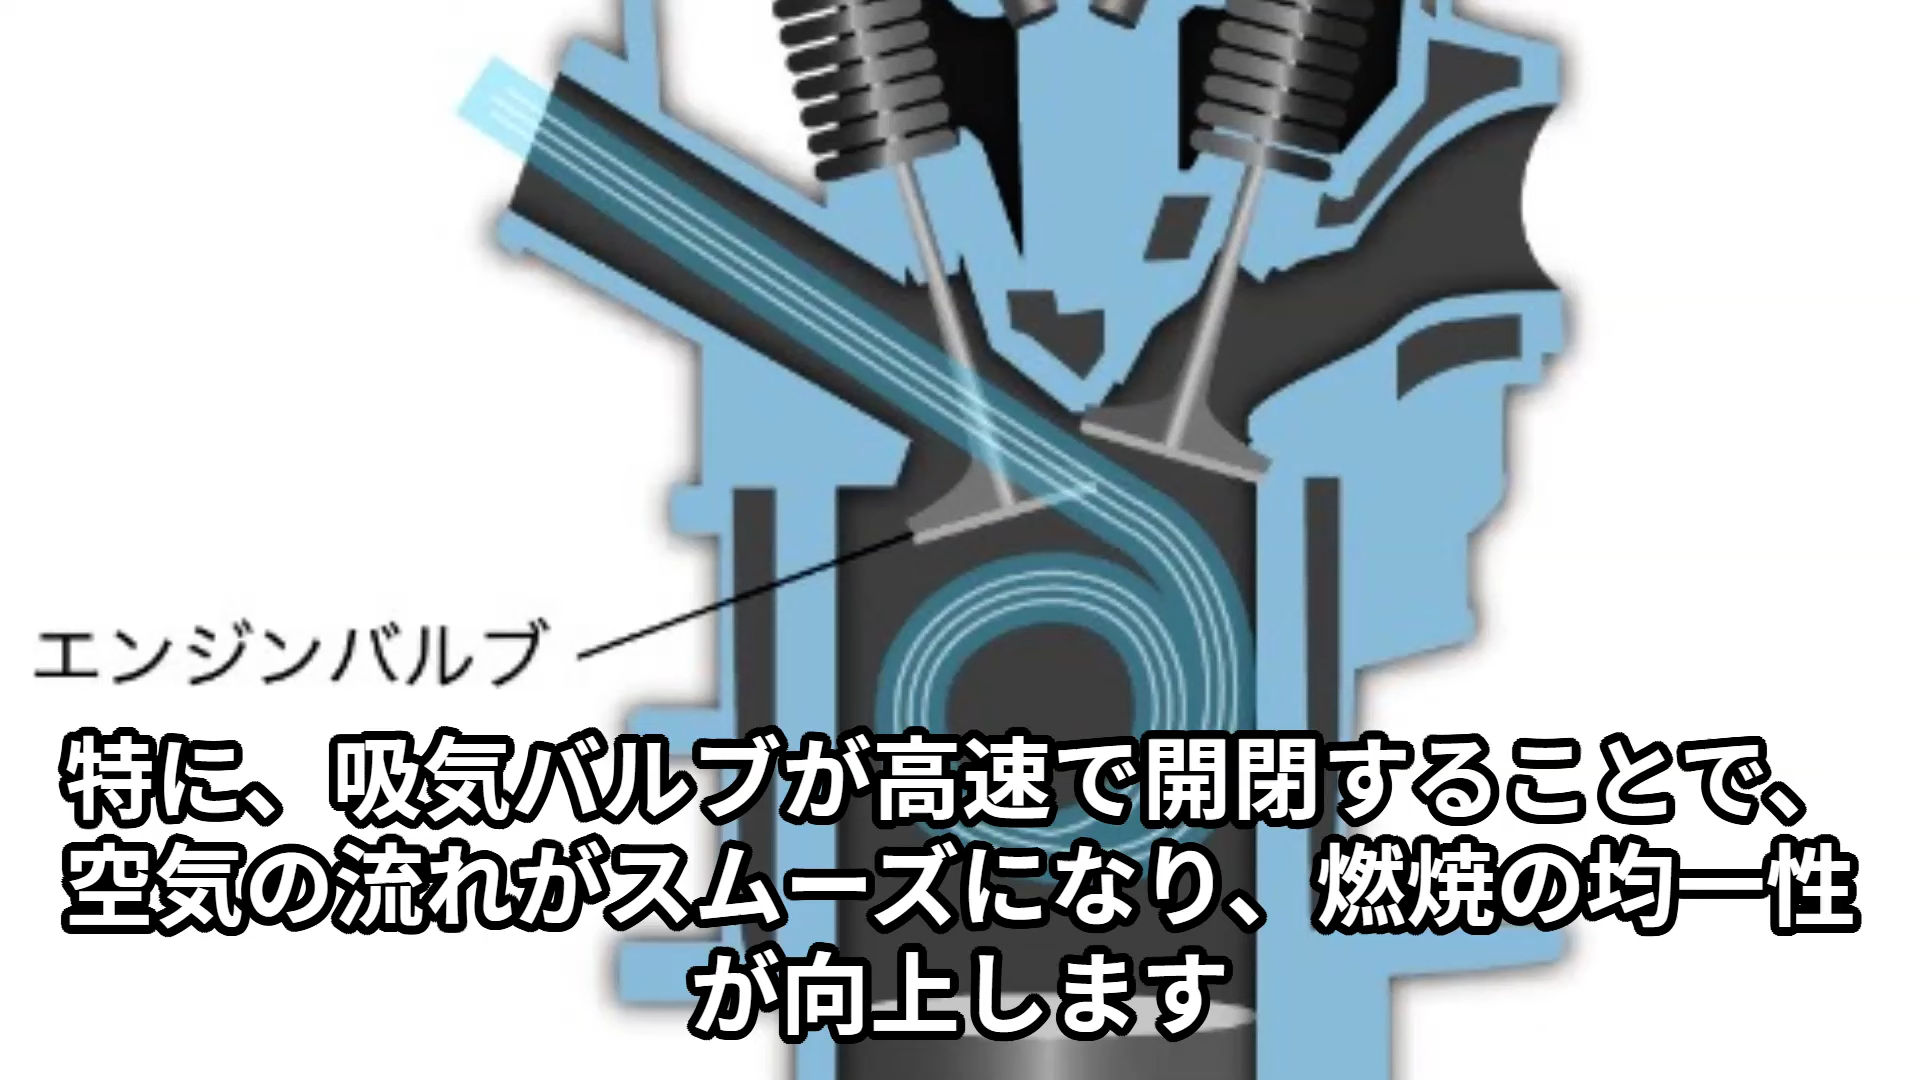 エンジンバルブ
特に、吸気バルブが高速で開閉することで、
空気の流れがスムーズになり、燃焼の均一性
が向上します